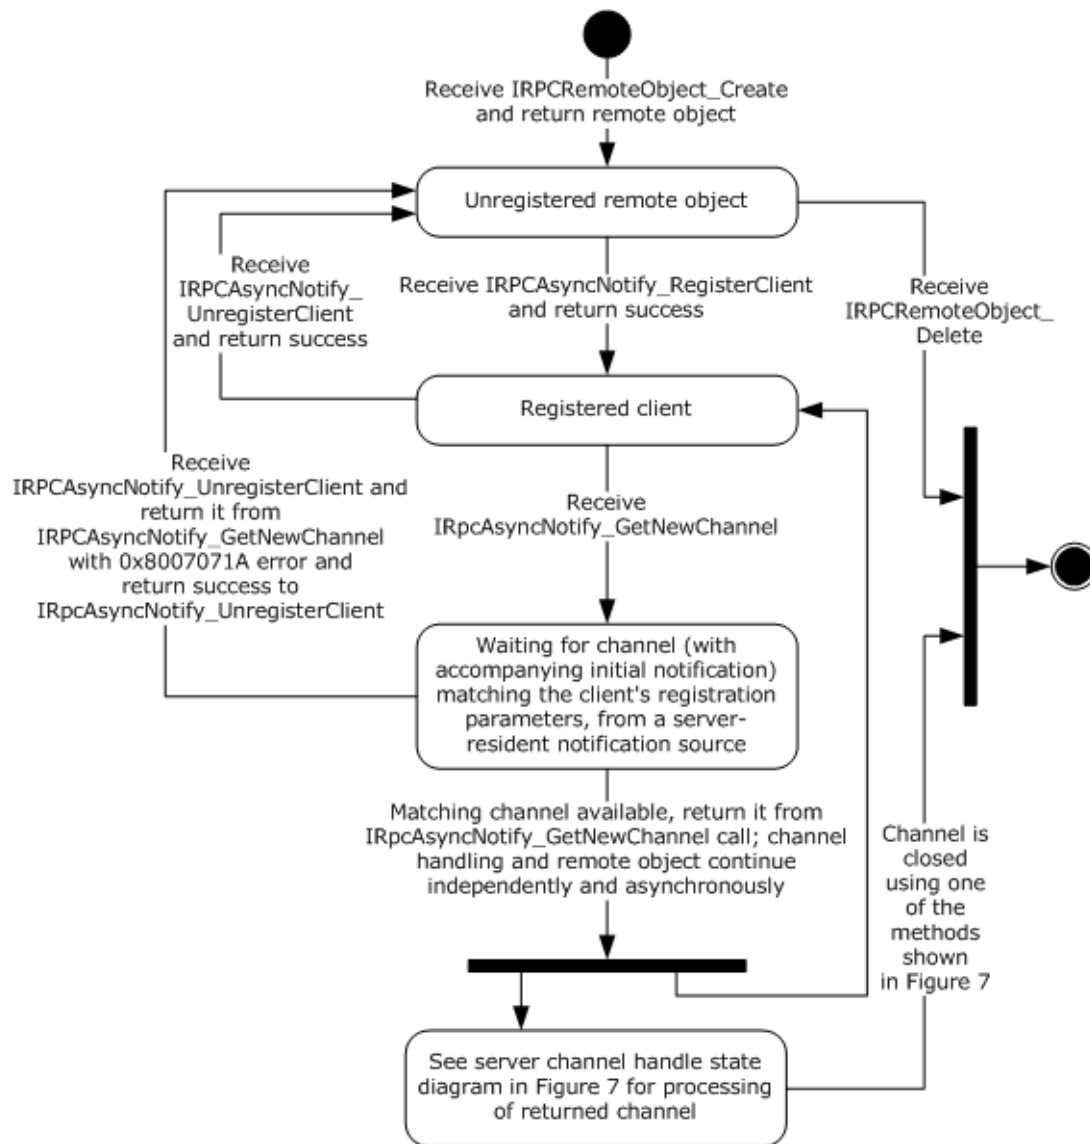 Receive IRPCRemoteObject_Create
and return remote object
Unregistered remote object
Receive
IRPCAsyncNotify_
UnregisterClient
and return success
Receive IRPCAsyncNotify_RegisterClient
and return success
Receive
IRPCRemoteObject_
Delete
Registered client
Receive
IRPCAsyncNotify_UnregisterClient and
return it from
IRPCAsyncNotify_GetNewChannel
with 0x8007071A error and
return success to
IRpcAsyncNotify_UnregisterClient
Receive
IRpcAsyncNotify_GetNewChannel
Waiting for channel (with
accompanying initial notification)
matching the client's registration
parameters, from a server-
resident notification source
Matching channel available, return it from
IRpcAsyncNotify_GetNewChannel call; channel
handling and remote object continue
independently and asynchronously
Channel is
closed
using one
of the
methods
shown
in Figure 7
See server channel handle state
diagram in Figure 7 for processing
of returned channel